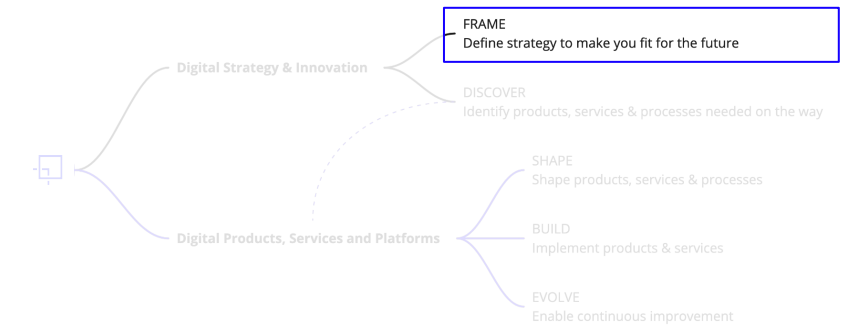 FRAME
Define strategy to make you fit for the future
Digital Strategy & Innovation
DISCOVER
Identify products, services & processes needed on the way
SHAPE
Shape products, services & processes
Digital Products, Services and Platforms
BUILD
Implement products & services
EVOLVE
Enable continuous improvement